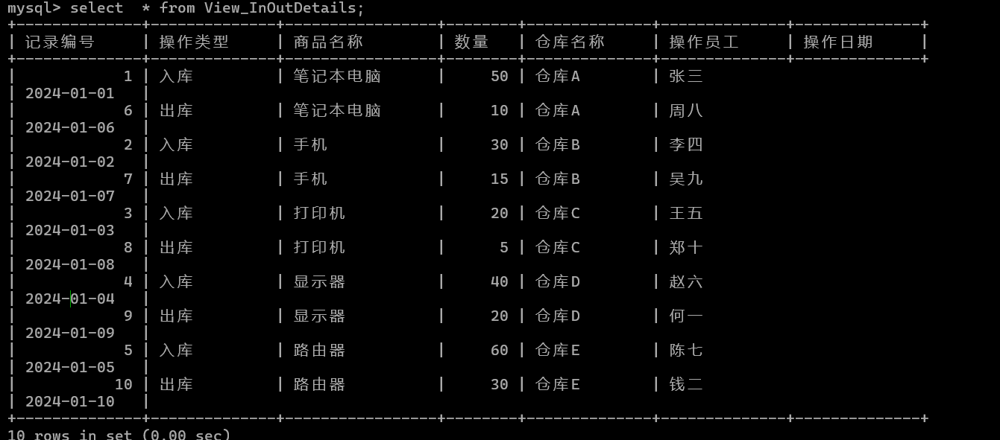 mysql> select  * from View_InOutDetails;
+--------------+--------------+-----------------+--------+--------------+--------------+--------------+
| 记录编号     | 操作类型     | 商品名称        | 数量   | 仓库名称     | 操作员工     | 操作日期     |
+--------------+--------------+-----------------+--------+--------------+--------------+--------------+
|            1 | 入库         | 笔记本电脑      |     50 | 仓库A        | 张三
| 2024-01-01   |
|            6 | 出库         | 笔记本电脑      |     10 | 仓库A        | 周八
| 2024-01-06   |
|            2 | 入库         | 手机            |     30 | 仓库B        | 李四
| 2024-01-02   |
|            7 | 出库         | 手机            |     15 | 仓库B        | 吴九
| 2024-01-07   |
|            3 | 入库         | 打印机          |     20 | 仓库C        | 王五
| 2024-01-03   |
|            8 | 出库         | 打印机          |      5 | 仓库C        | 郑十
| 2024-01-08   |
|            4 | 入库         | 显示器          |     40 | 仓库D        | 赵六
| 2024-01-04   |
|            9 | 出库         | 显示器          |     20 | 仓库D        | 何一
| 2024-01-09   |
|            5 | 入库         | 路由器          |     60 | 仓库E        | 陈七
| 2024-01-05   |
|           10 | 出库         | 路由器          |     30 | 仓库E        | 钱二
| 2024-01-10   |
+--------------+--------------+-----------------+--------+--------------+--------------+--------------+
10 rows in set (0.00 sec)